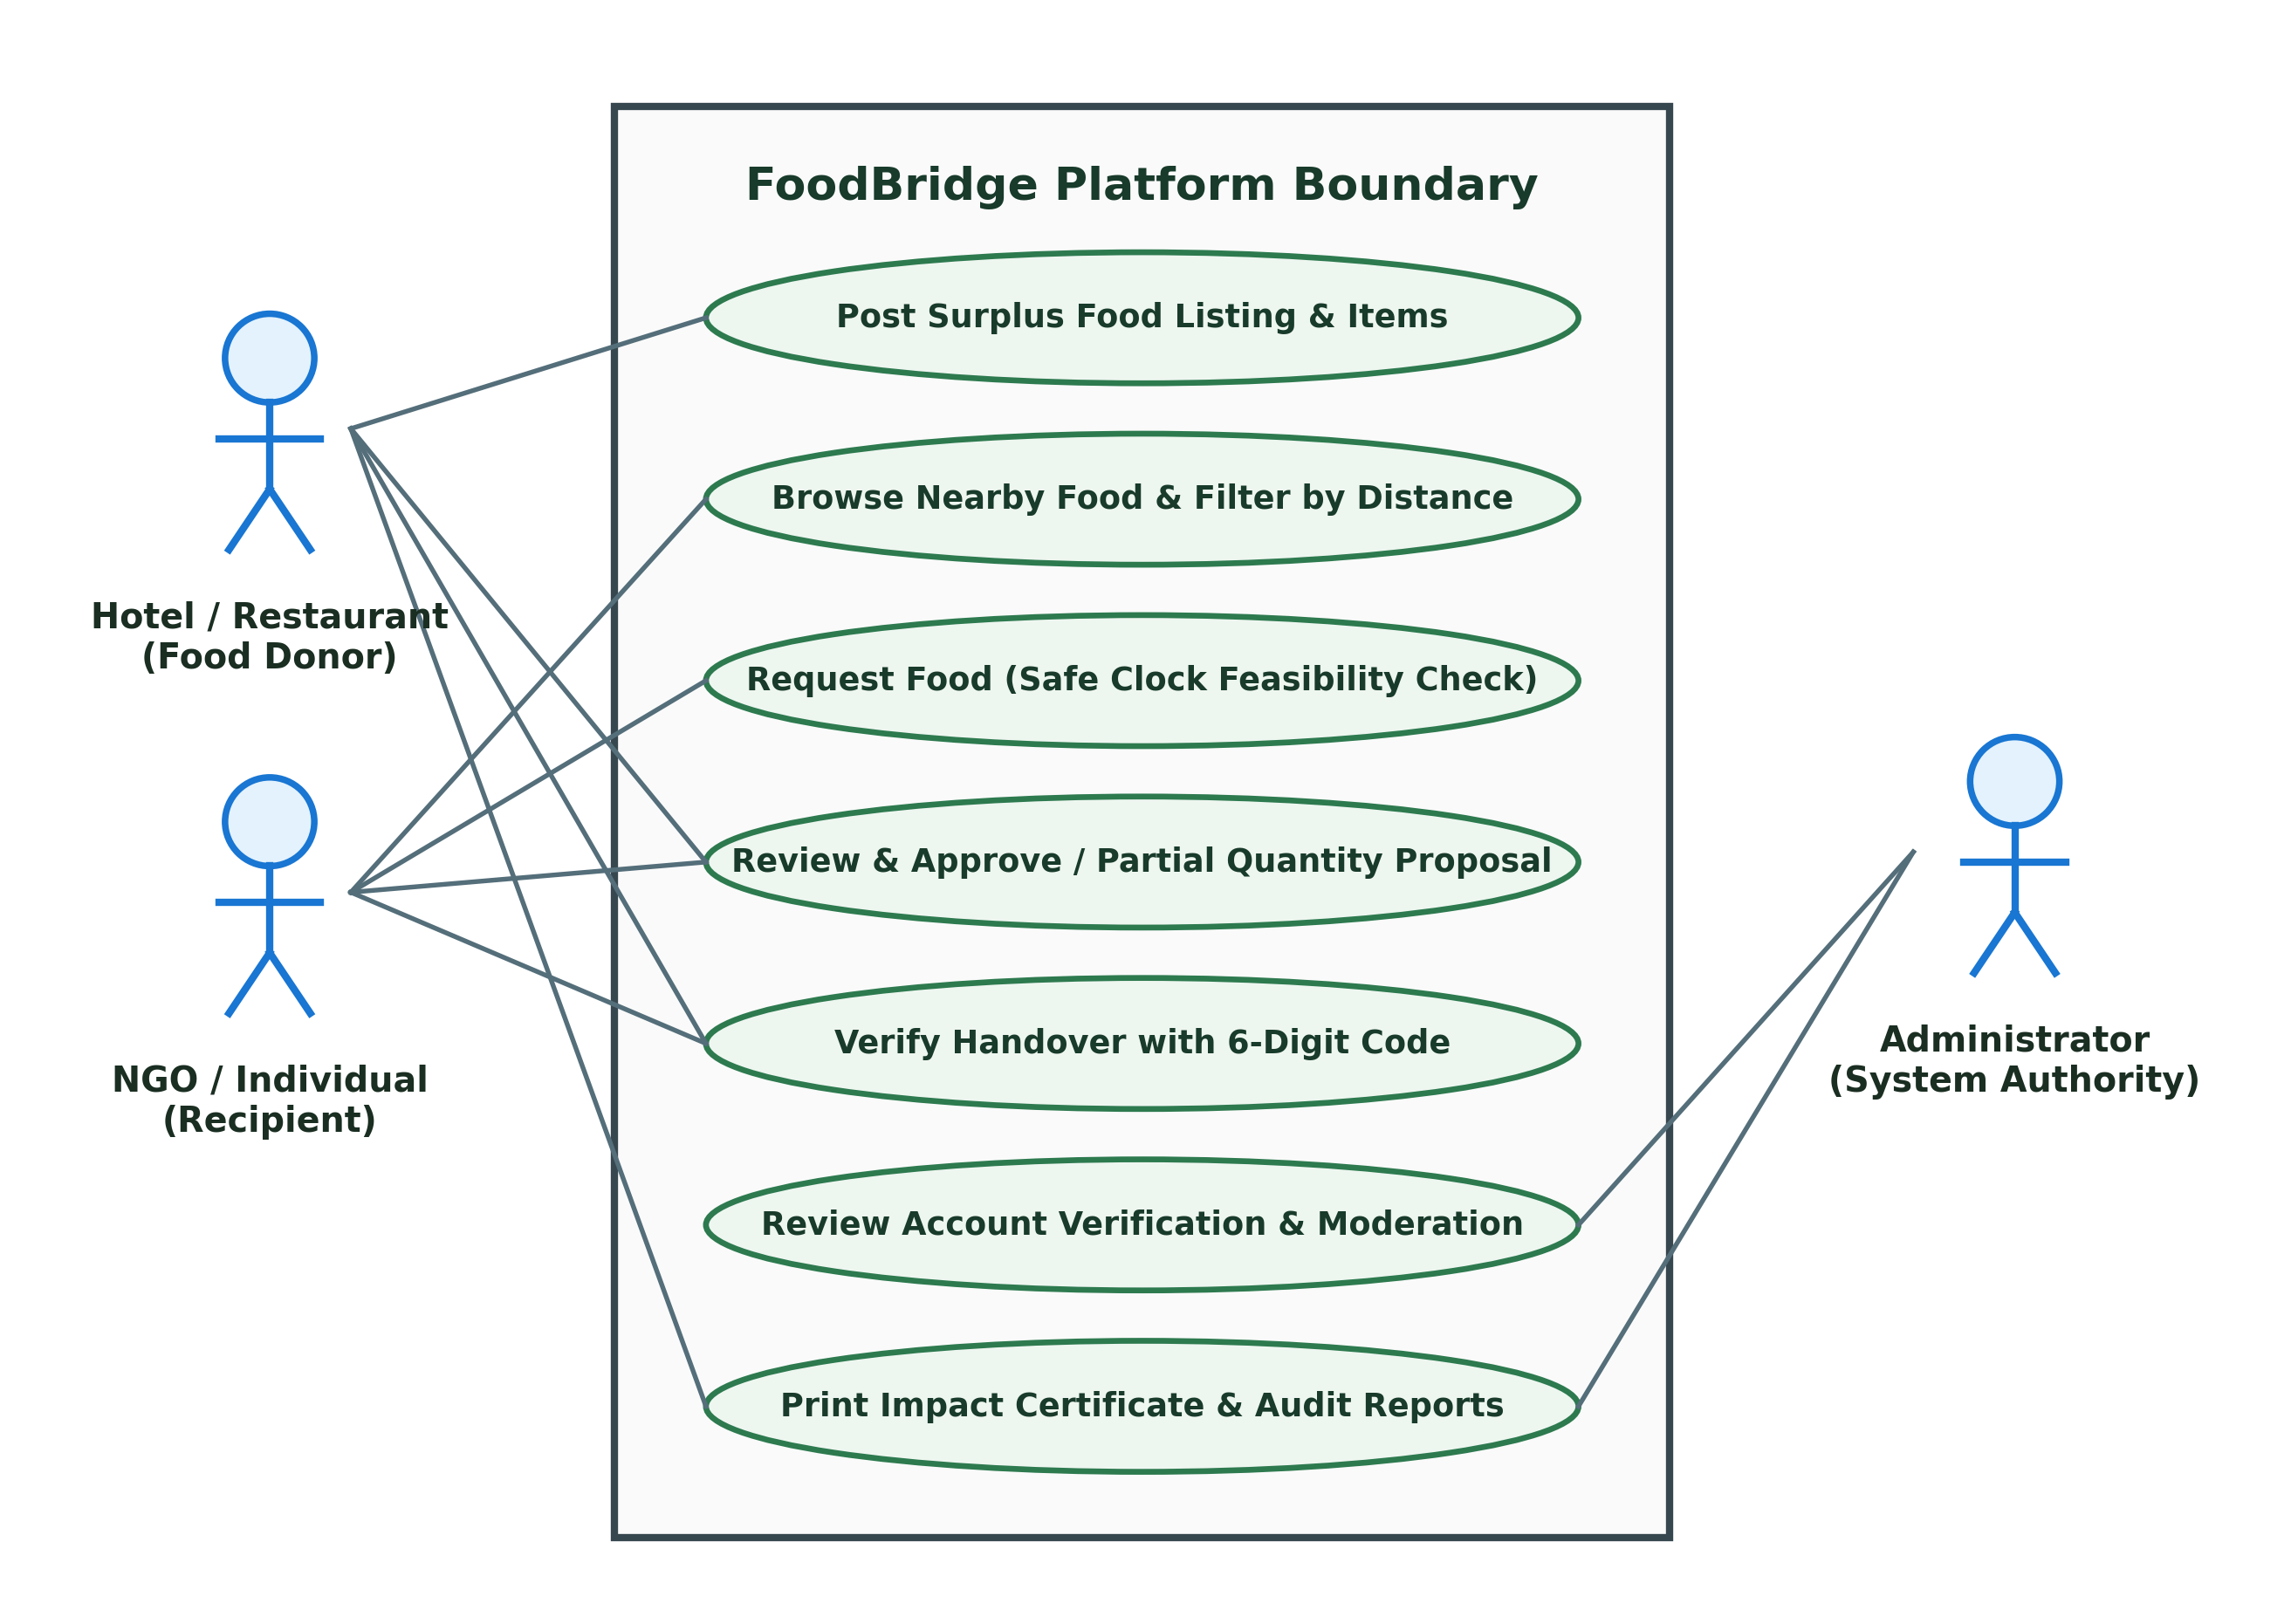 FoodBridge Platform Boundary
Post Surplus Food Listing & Items
Browse Nearby Food & Filter by Distance
Request Food (Safe Clock Feasibility Check)
Review & Approve / Partial Quantity Proposal
Verify Handover with 6-Digit Code
Review Account Verification & Moderation
Print Impact Certificate & Audit Reports
Hotel / Restaurant
(Food Donor)
NGO / Individual
(Recipient)
Administrator
(System Authority)